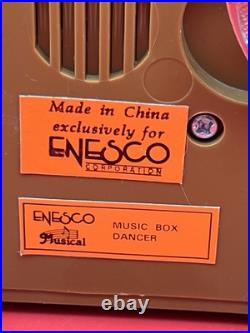 Made in China
exclusively for
ENESCO
CORPORATION
ENESCO
Musical
MUSIC BOX
DANCER